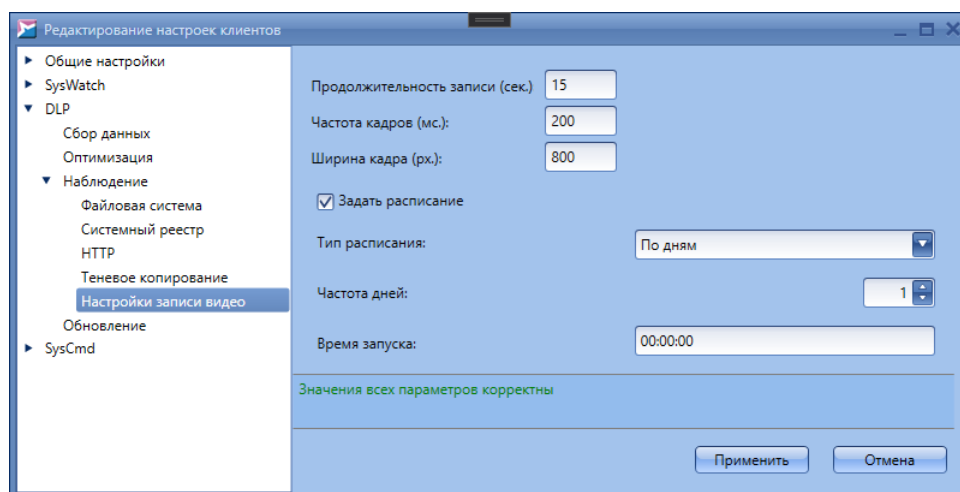 Редактирование настроек клиентов
Общие настройки
SysWatch
DLP
Сбор данных
Оптимизация
Наблюдение
Файловая система
Системный реестр
HTTP
Теневое копирование
Настройки записи видео
Обновление
SysCmd
Продолжительность записи (сек.) 15
Частота кадров (мс.): 200
Ширина кадра (px.): 800
Задать расписание
Тип расписания: По дням
Частота дней: 1
Время запуска: 00:00:00
Значения всех параметров корректны
Применить Отмена